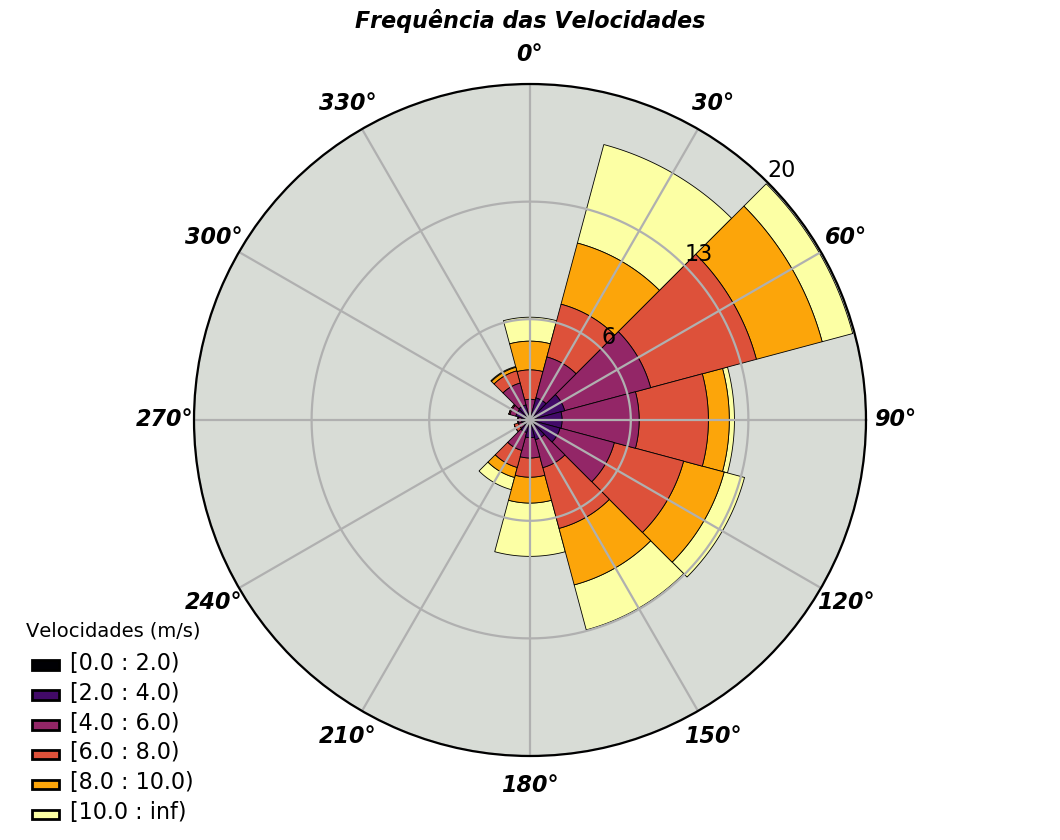 Frequência das Velocidades
0°
330°
30°
20
300°
60°
13
6
270°
90°
240°
120°
210°
150°
180°
Velocidades (m/s)
[0.0 : 2.0)
[2.0 : 4.0)
[4.0 : 6.0)
[6.0 : 8.0)
[8.0 : 10.0)
[10.0 : inf)